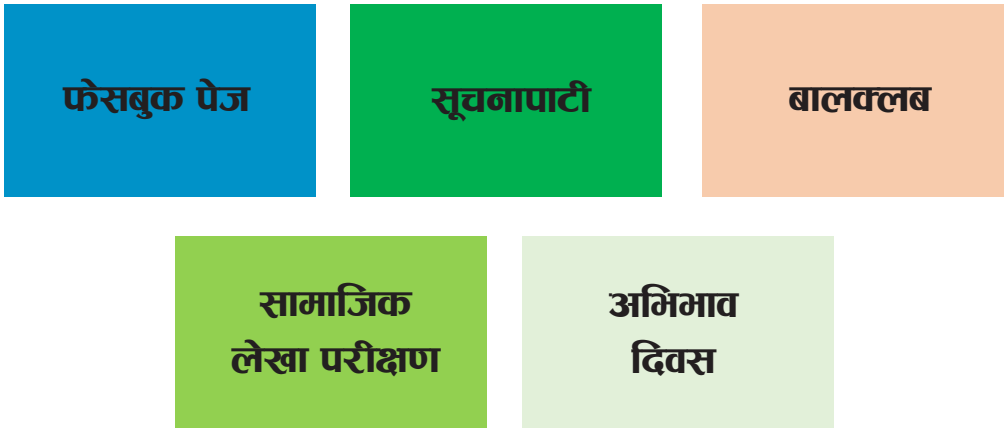 फेसबुक पेज
सूचनापाटी
बालक्लब
सामाजिक
लेखा परीक्षण
अभिभाव
दिवस